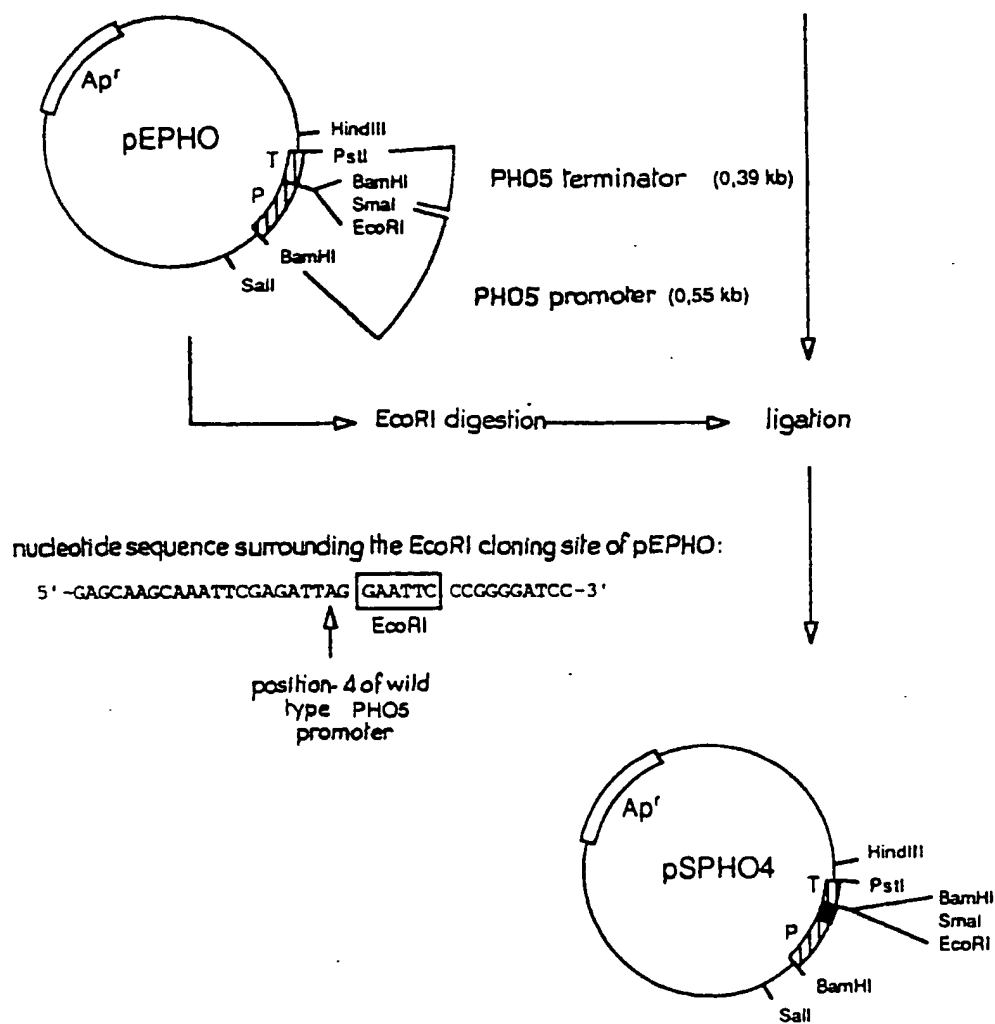 Apʳ
pEPHO
HindIII
T
PstI
BamHI
P
SmaI
EcoRI
BamHI
SalI
PHO5 terminator (0,39 kb)
PHO5 promoter (0,55 kb)
EcoRI digestion
ligation
nucleotide sequence surrounding the EcoRI cloning site of pEPHO:
5'-GAGCAAGCAAATTCGAGATTAG GAATTC CCGGGGATCC-3'
EcoRI
position-4 of wild
type PHO5
promoter
Apʳ
pSPHO4
HindIII
T
PstI
BamHI
SmaI
P
EcoRI
BamHI
SalI